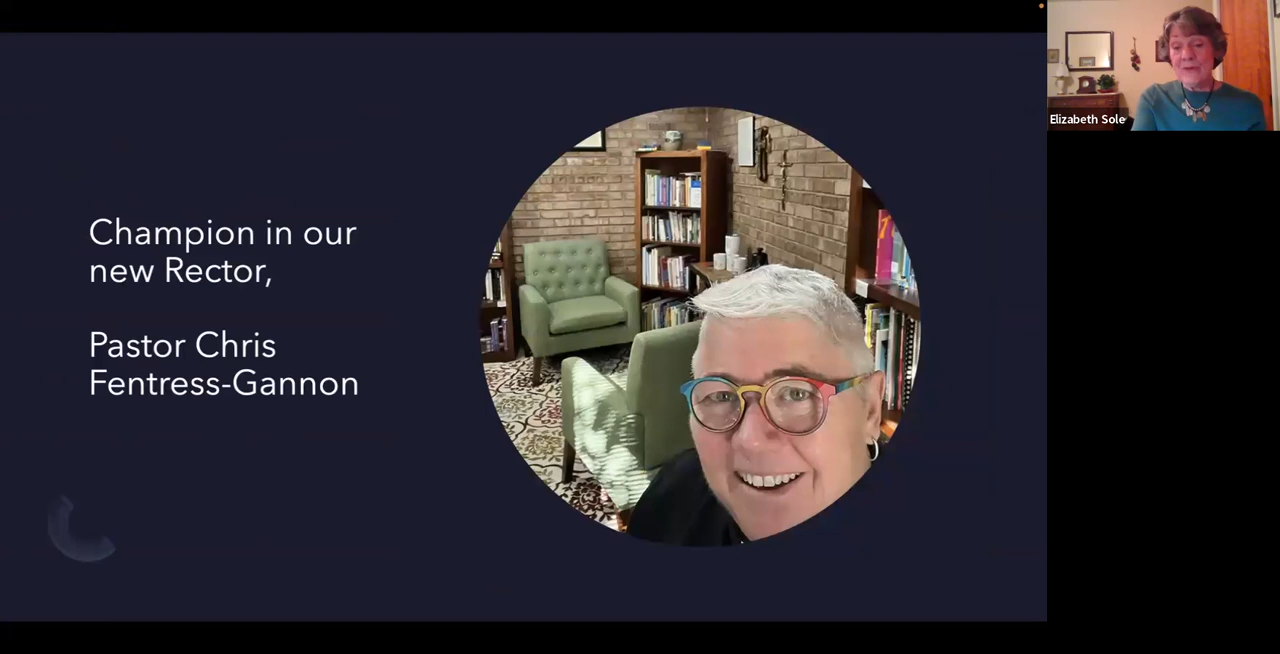 Champion in our
new Rector,
Pastor Chris
Fentress-Gannon
Elizabeth Sole